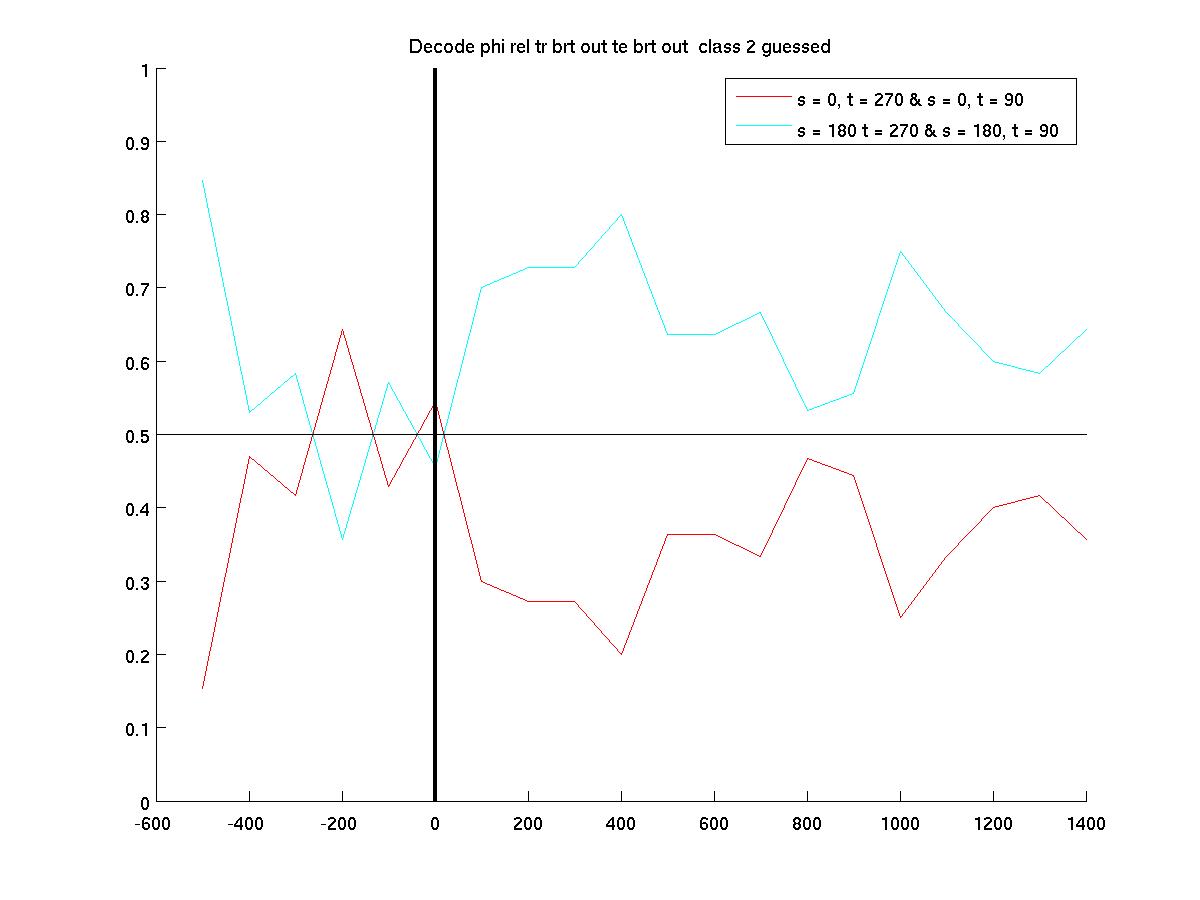 Decode phi rel tr brt out te brt out  class 2 guessed
s = 0, t = 270 & s = 0, t = 90
s = 180 t = 270 & s = 180, t = 90
1
0.9
0.8
0.7
0.6
0.5
0.4
0.3
0.2
0.1
0
-600 -400 -200 0 200 400 600 800 1000 1200 1400